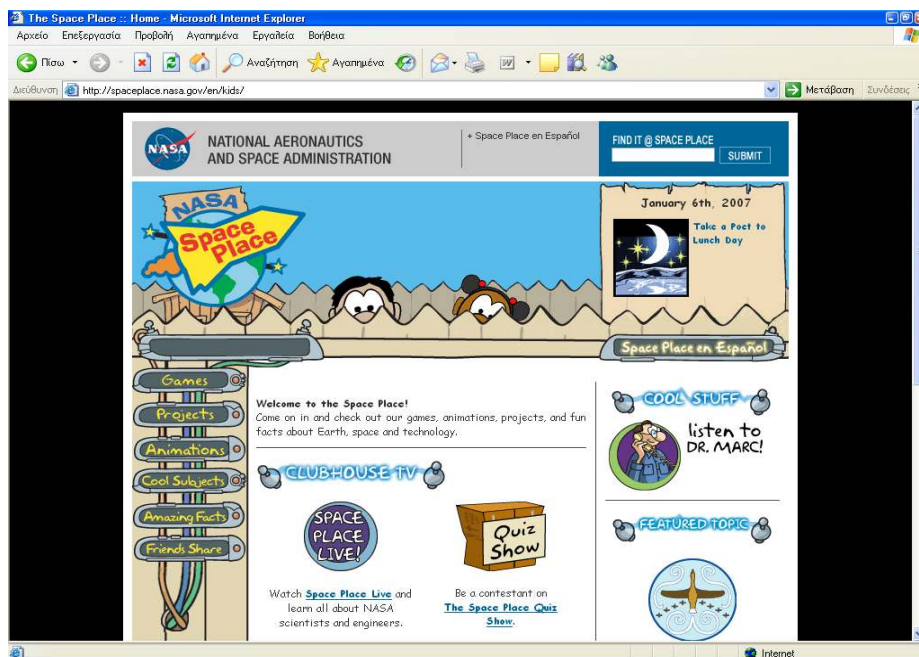 The Space Place :: Home - Microsoft Internet Explorer
Αρχείο Επεξεργασία Προβολή Αγαπημένα Εργαλεία Βοήθεια
Πίσω Αναζήτηση Αγαπημένα
Διεύθυνση http://spaceplace.nasa.gov/en/kids/ Μετάβαση Συνδέσεις
NASA
NATIONAL AERONAUTICS
AND SPACE ADMINISTRATION
+ Space Place en Español
FIND IT @ SPACE PLACE
SUBMIT
NASA
Space
Place
January 6th, 2007
Take a Poet to
Lunch Day
Space Place en Español
Games
Projects
Animations
Cool Subjects
Amazing Facts
Friends Share
Welcome to the Space Place!
Come on in and check out our games, animations, projects, and fun
facts about Earth, space and technology.
CLUBHOUSE TV
SPACE
PLACE
LIVE!
Watch Space Place Live and
learn all about NASA
scientists and engineers.
Quiz
Show
Be a contestant on
The Space Place Quiz
Show.
COOL STUFF
listen to
DR. MARC!
FEATURED TOPIC
Internet